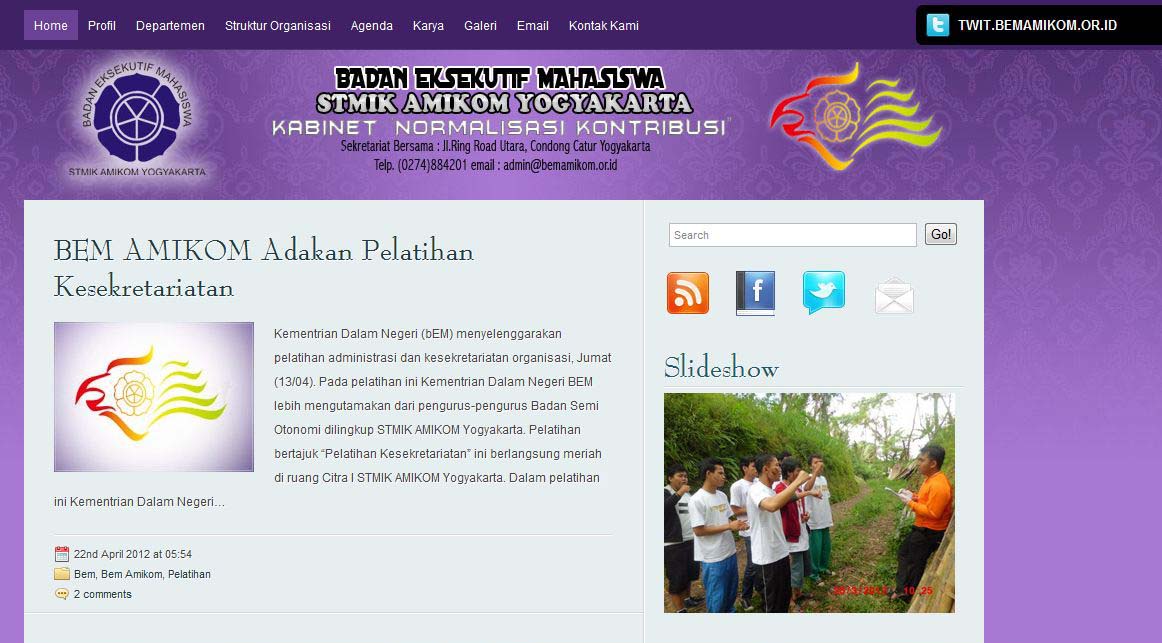 Home Profil Departemen Struktur Organisasi Agenda Karya Galeri Email Kontak Kami
TWIT.BEMAMIKOM.OR.ID
BADAN EKSEKUTIF MAHASISWA
STMIK AMIKOM YOGYAKARTA
BADAN EKSEKUTIF MAHASISWA
STMIK AMIKOM YOGYAKARTA
KABINET NORMALISASI KONTRIBUSI"
Sekretariat Bersama : Jl.Ring Road Utara, Condong Catur Yogyakarta
Telp. (0274)884201 email : admin@bemamikom.or.id
BEM AMIKOM Adakan Pelatihan
Kesekretariatan
Kementrian Dalam Negeri (bEM) menyelenggarakan
pelatihan administrasi dan kesekretariatan organisasi, Jumat
(13/04). Pada pelatihan ini Kementrian Dalam Negeri BEM
lebih mengutamakan dari pengurus-pengurus Badan Semi
Otonomi dilingkup STMIK AMIKOM Yogyakarta. Pelatihan
bertajuk “Pelatihan Kesekretariatan” ini berlangsung meriah
di ruang Citra I STMIK AMIKOM Yogyakarta. Dalam pelatihan
ini Kementrian Dalam Negeri…
22nd April 2012 at 05:54
Bem, Bem Amikom, Pelatihan
2 comments
Search
Go!
Slideshow
10:25